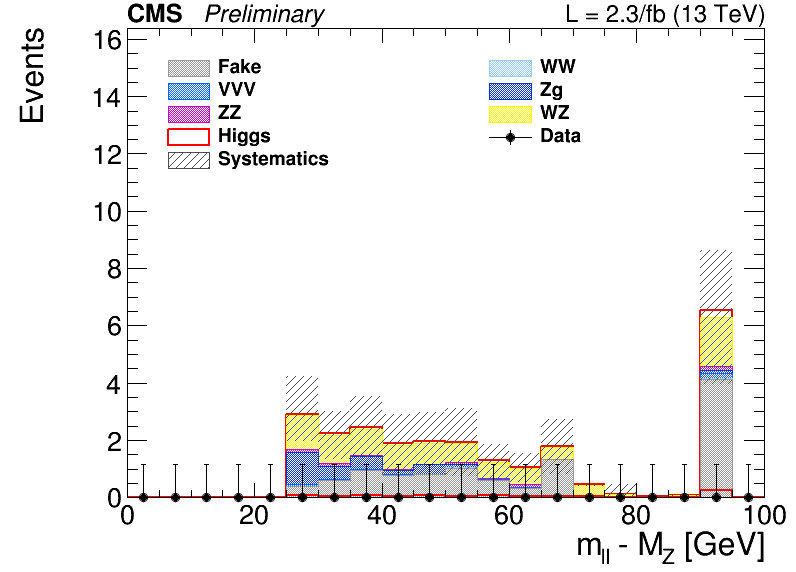 CMS Preliminary L = 2.3/fb (13 TeV)
Events
16
14
12
10
8
6
4
2
0
Fake
VVV
ZZ
Higgs
Systematics
WW
Zg
WZ
Data
0 20 40 60 80 100
m_ll - M_Z [GeV]